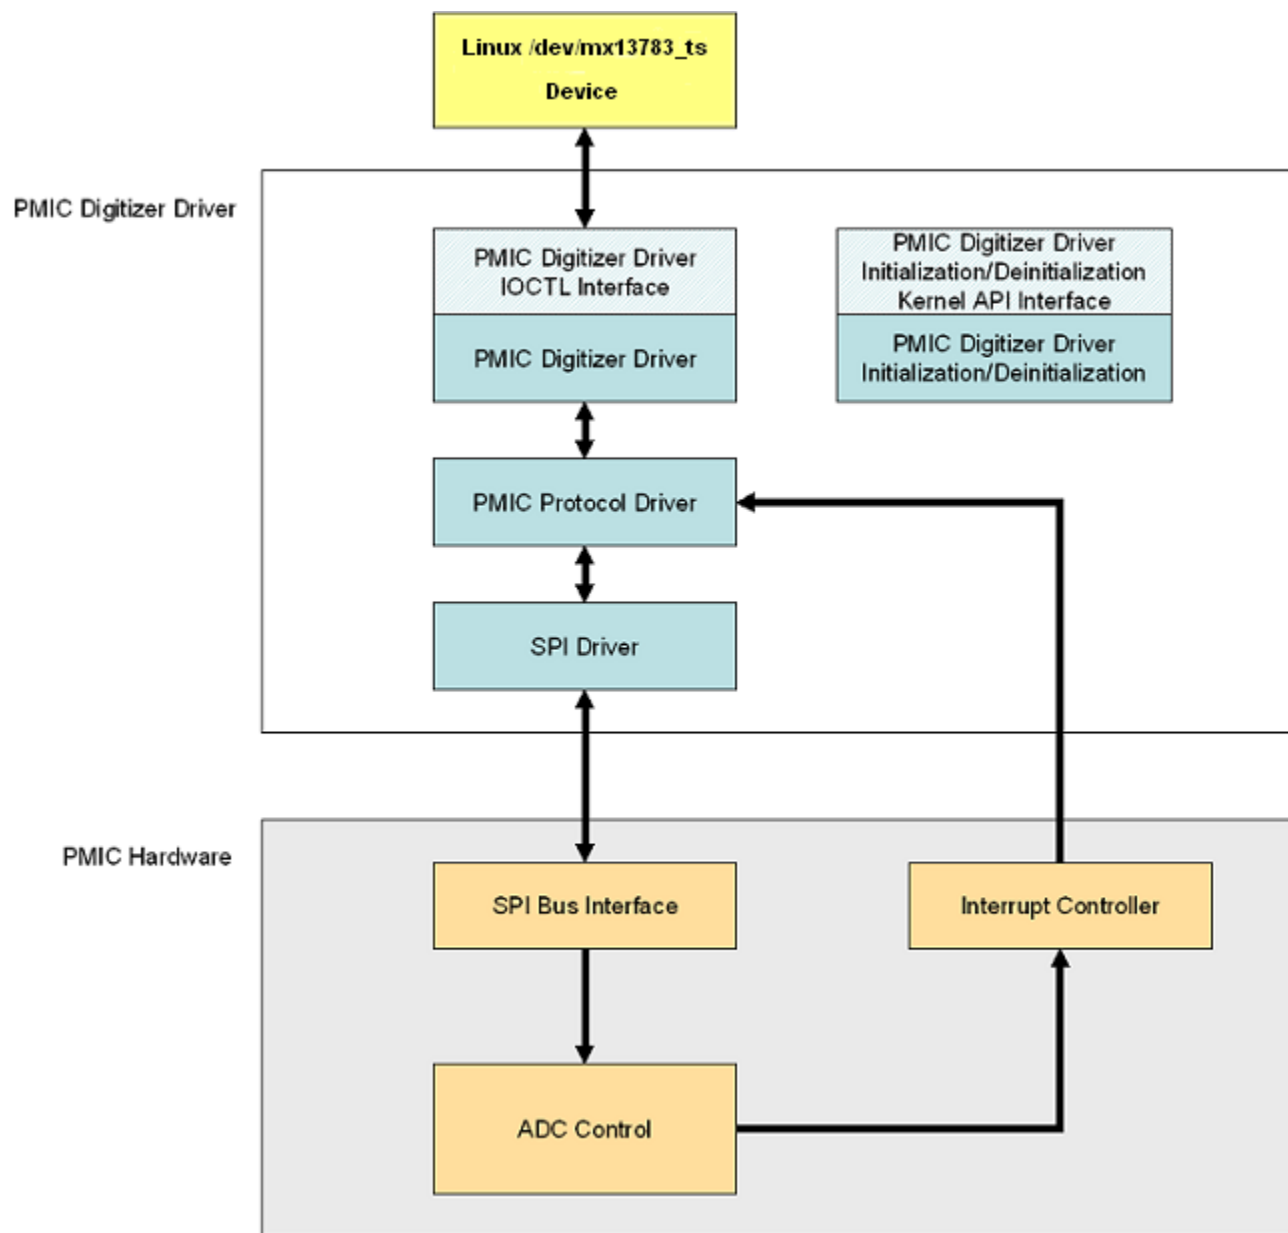 Linux /dev/mx13783_ts
Device
PMIC Digitizer Driver
PMIC Digitizer Driver
IOCTL Interface
PMIC Digitizer Driver
Initialization/Deinitialization
Kernel API Interface
PMIC Digitizer Driver
PMIC Digitizer Driver
Initialization/Deinitialization
PMIC Protocol Driver
SPI Driver
PMIC Hardware
SPI Bus Interface
Interrupt Controller
ADC Control